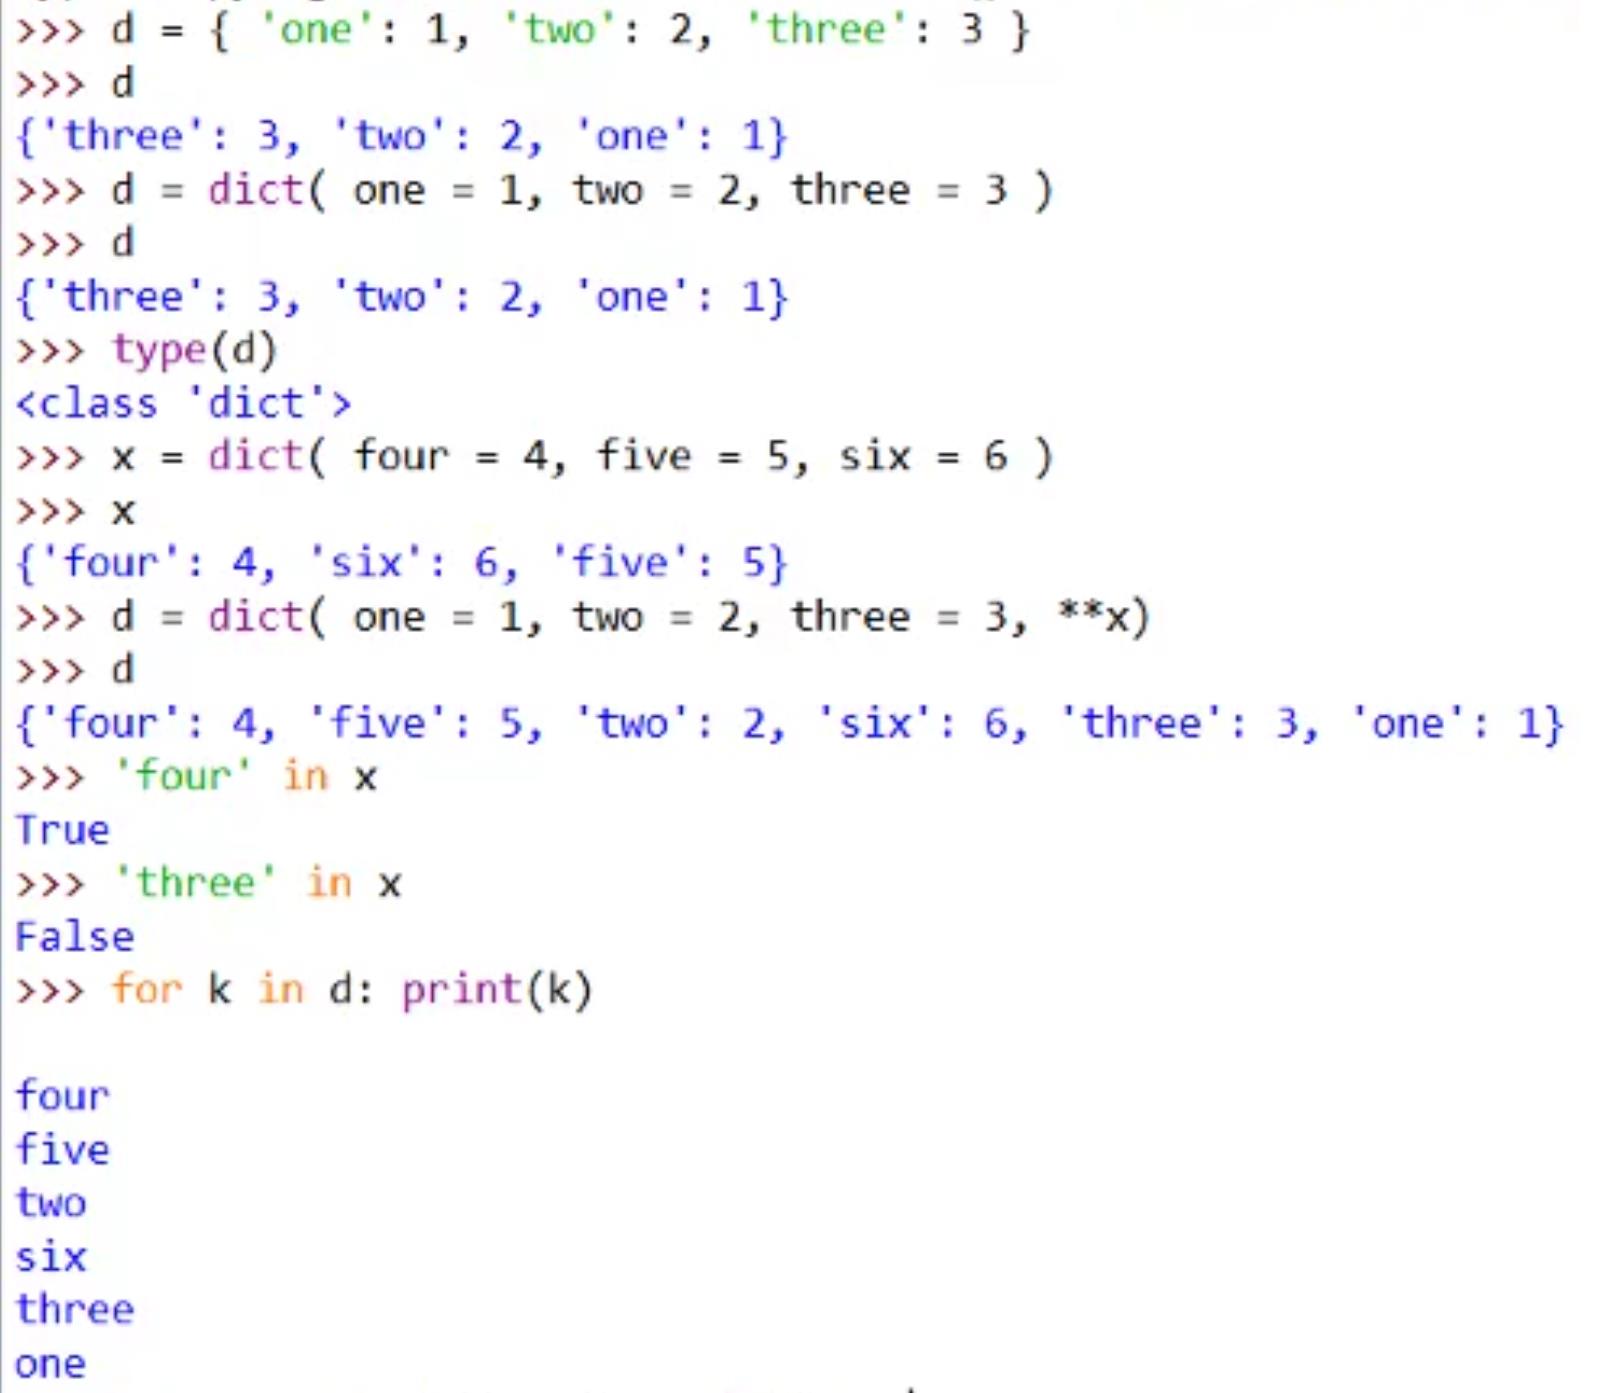 >>> d = { 'one': 1, 'two': 2, 'three': 3 }
>>> d
{'three': 3, 'two': 2, 'one': 1}
>>> d = dict( one = 1, two = 2, three = 3 )
>>> d
{'three': 3, 'two': 2, 'one': 1}
>>> type(d)
<class 'dict'>
>>> x = dict( four = 4, five = 5, six = 6 )
>>> x
{'four': 4, 'six': 6, 'five': 5}
>>> d = dict( one = 1, two = 2, three = 3, **x)
>>> d
{'four': 4, 'five': 5, 'two': 2, 'six': 6, 'three': 3, 'one': 1}
>>> 'four' in x
True
>>> 'three' in x
False
>>> for k in d: print(k)
four
five
two
six
three
one